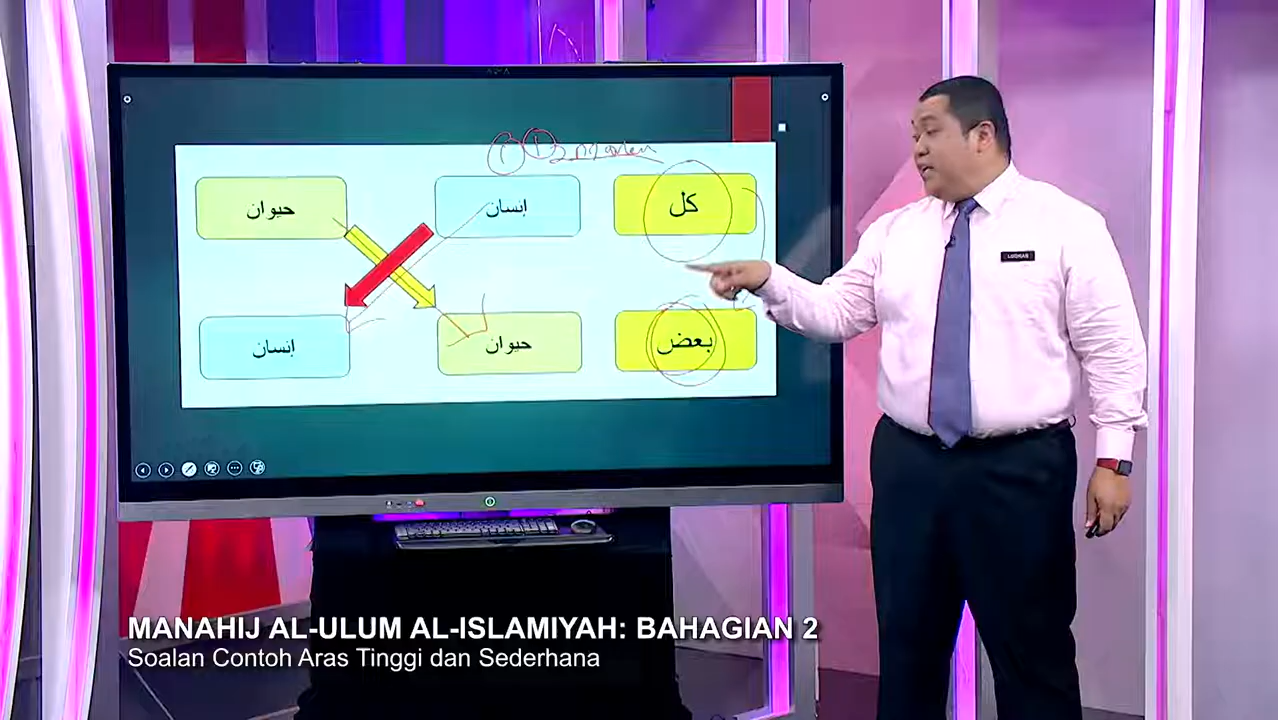 كل إنسان حيوان
بعض حيوان إنسان
MANAHIJ AL-ULUM AL-ISLAMIYAH: BAHAGIAN 2
Soalan Contoh Aras Tinggi dan Sederhana